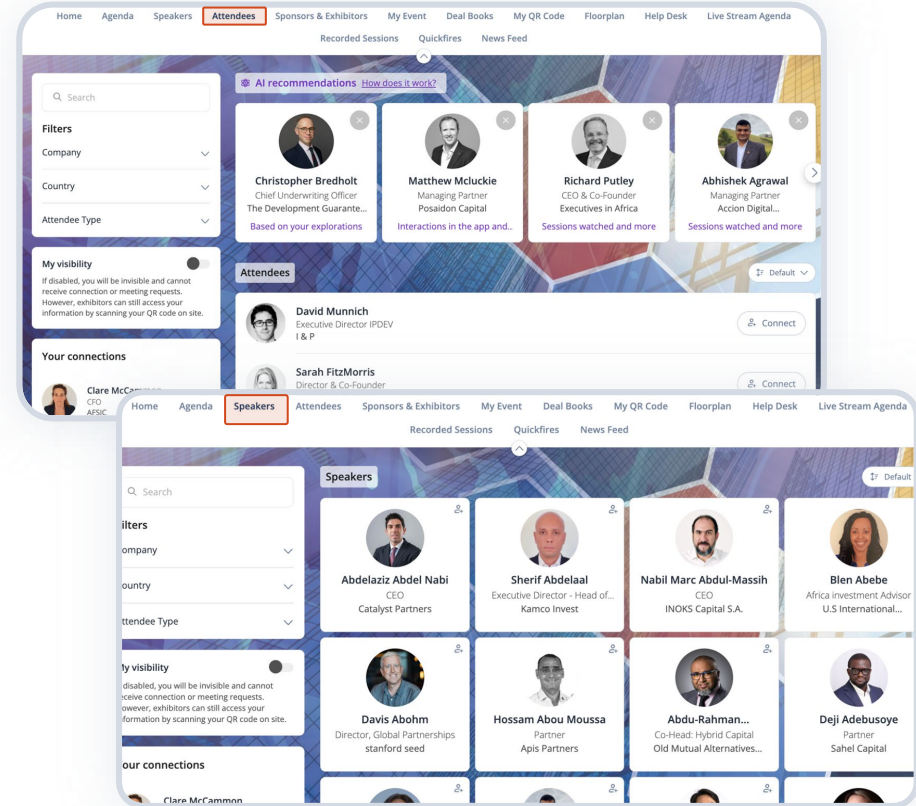 Home Agenda Speakers Attendees Sponsors & Exhibitors My Event Deal Books My QR Code Floorplan Help Desk Live Stream Agenda
Recorded Sessions Quickfires News Feed
Search
Filters
Company
Country
Attendee Type
My visibility
If disabled, you will be invisible and cannot
receive connection or meeting requests.
However, exhibitors can still access your
information by scanning your QR code on site.
Your connections
Clare McCammon
CFO
AFSIC
AI recommendations How does it work?
Christopher Bredholt
Chief Underwriting Officer
The Development Guarante...
Based on your explorations
Matthew Mcluckie
Managing Partner
Posaidon Capital
Interactions in the app and..
Richard Putley
CEO & Co-Founder
Executives in Africa
Sessions watched and more
Abhishek Agrawal
Managing Partner
Accion Digital...
Sessions watched and more
Attendees
Default
David Munnich
Executive Director IPDEV
I & P
Connect
Sarah FitzMorris
Director & Co-Founder
Connect
Home Agenda Speakers Attendees Sponsors & Exhibitors My Event Deal Books My QR Code Floorplan Help Desk Live Stream Agenda
Recorded Sessions Quickfires News Feed
Search
ilters
ompany
ountry
ttendee Type
y visibility
disabled, you will be invisible and cannot
eceive connection or meeting requests.
owever, exhibitors can still access your
formation by scanning your QR code on site.
our connections
Clare McCammon
Speakers
Default
Abdelaziz Abdel Nabi
CEO
Catalyst Partners
Sherif Abdelaal
Executive Director - Head of...
Kamco Invest
Nabil Marc Abdul-Massih
CEO
INOKS Capital S.A.
Blen Abebe
Africa investment Advisor
U.S International...
Davis Abohm
Director, Global Partnerships
stanford seed
Hossam Abou Moussa
Partner
Apis Partners
Abdu-Rahman...
Co-Head: Hybrid Capital
Old Mutual Alternatives...
Deji Adebusoye
Partner
Sahel Capital